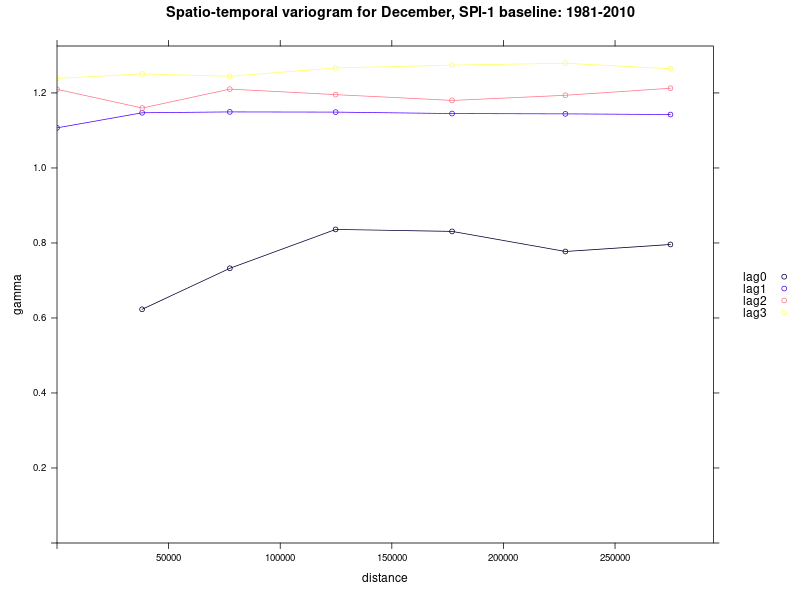 Spatio-temporal variogram for December, SPI-1 baseline: 1981-2010
1.2
1.0
0.8
0.6
0.4
0.2
gamma
50000
100000
150000
200000
250000
distance
lag0
lag1
lag2
lag3